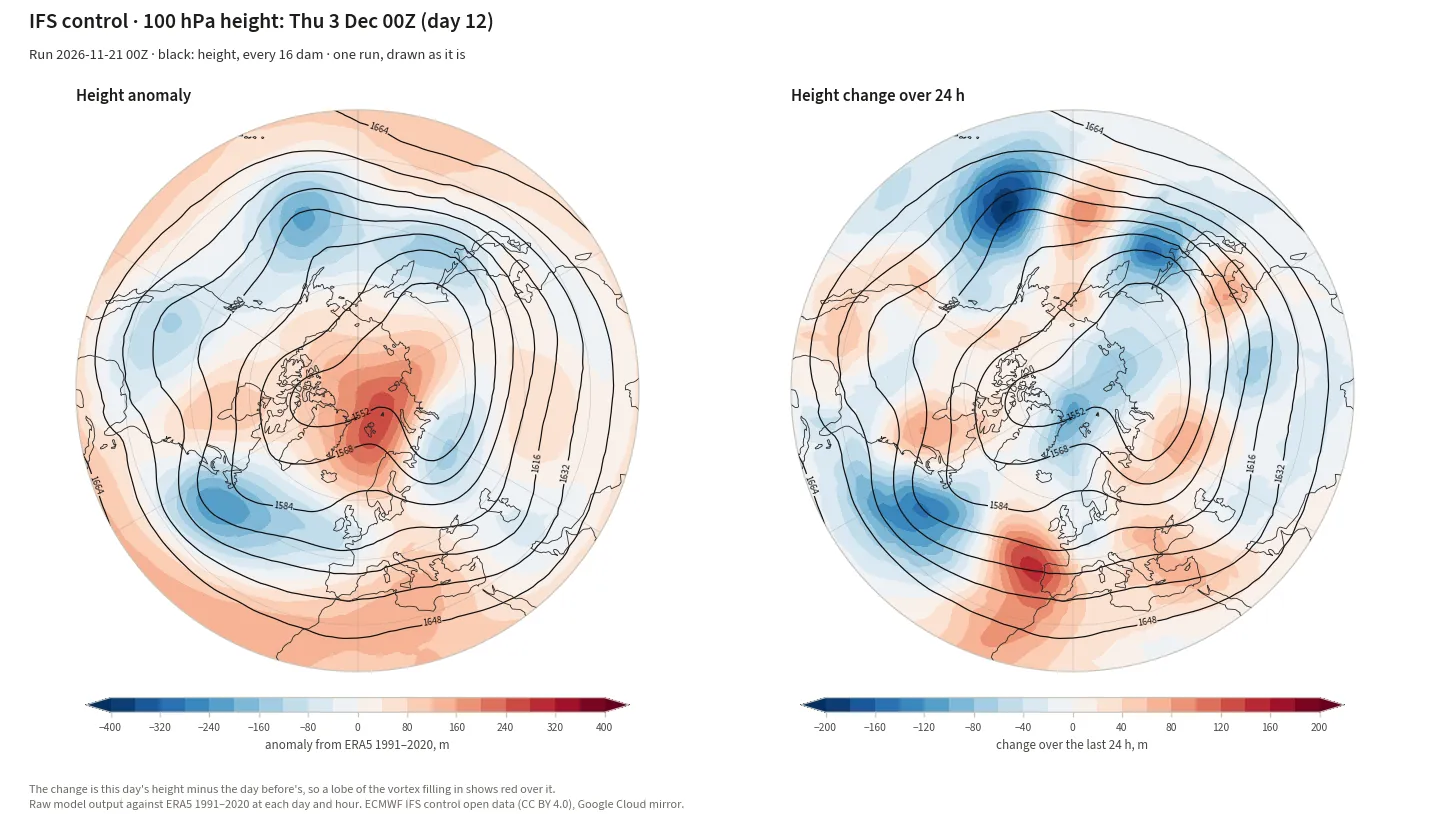 IFS control · 100 hPa height: Thu 3 Dec 00Z (day 12)
Run 2026-11-21 00Z · black: height, every 16 dam · one run, drawn as it is
Height anomaly
1664
1552
1568
1584
1616
1632
1664
1648
−400 −320 −240 −160 −80 0 80 160 240 320 400
anomaly from ERA5 1991–2020, m
Height change over 24 h
1664
1552
1568
1584
1616
1632
1664
1648
−200 −160 −120 −80 −40 0 40 80 120 160 200
change over the last 24 h, m
The change is this day's height minus the day before's, so a lobe of the vortex filling in shows red over it.
Raw model output against ERA5 1991–2020 at each day and hour. ECMWF IFS control open data (CC BY 4.0), Google Cloud mirror.